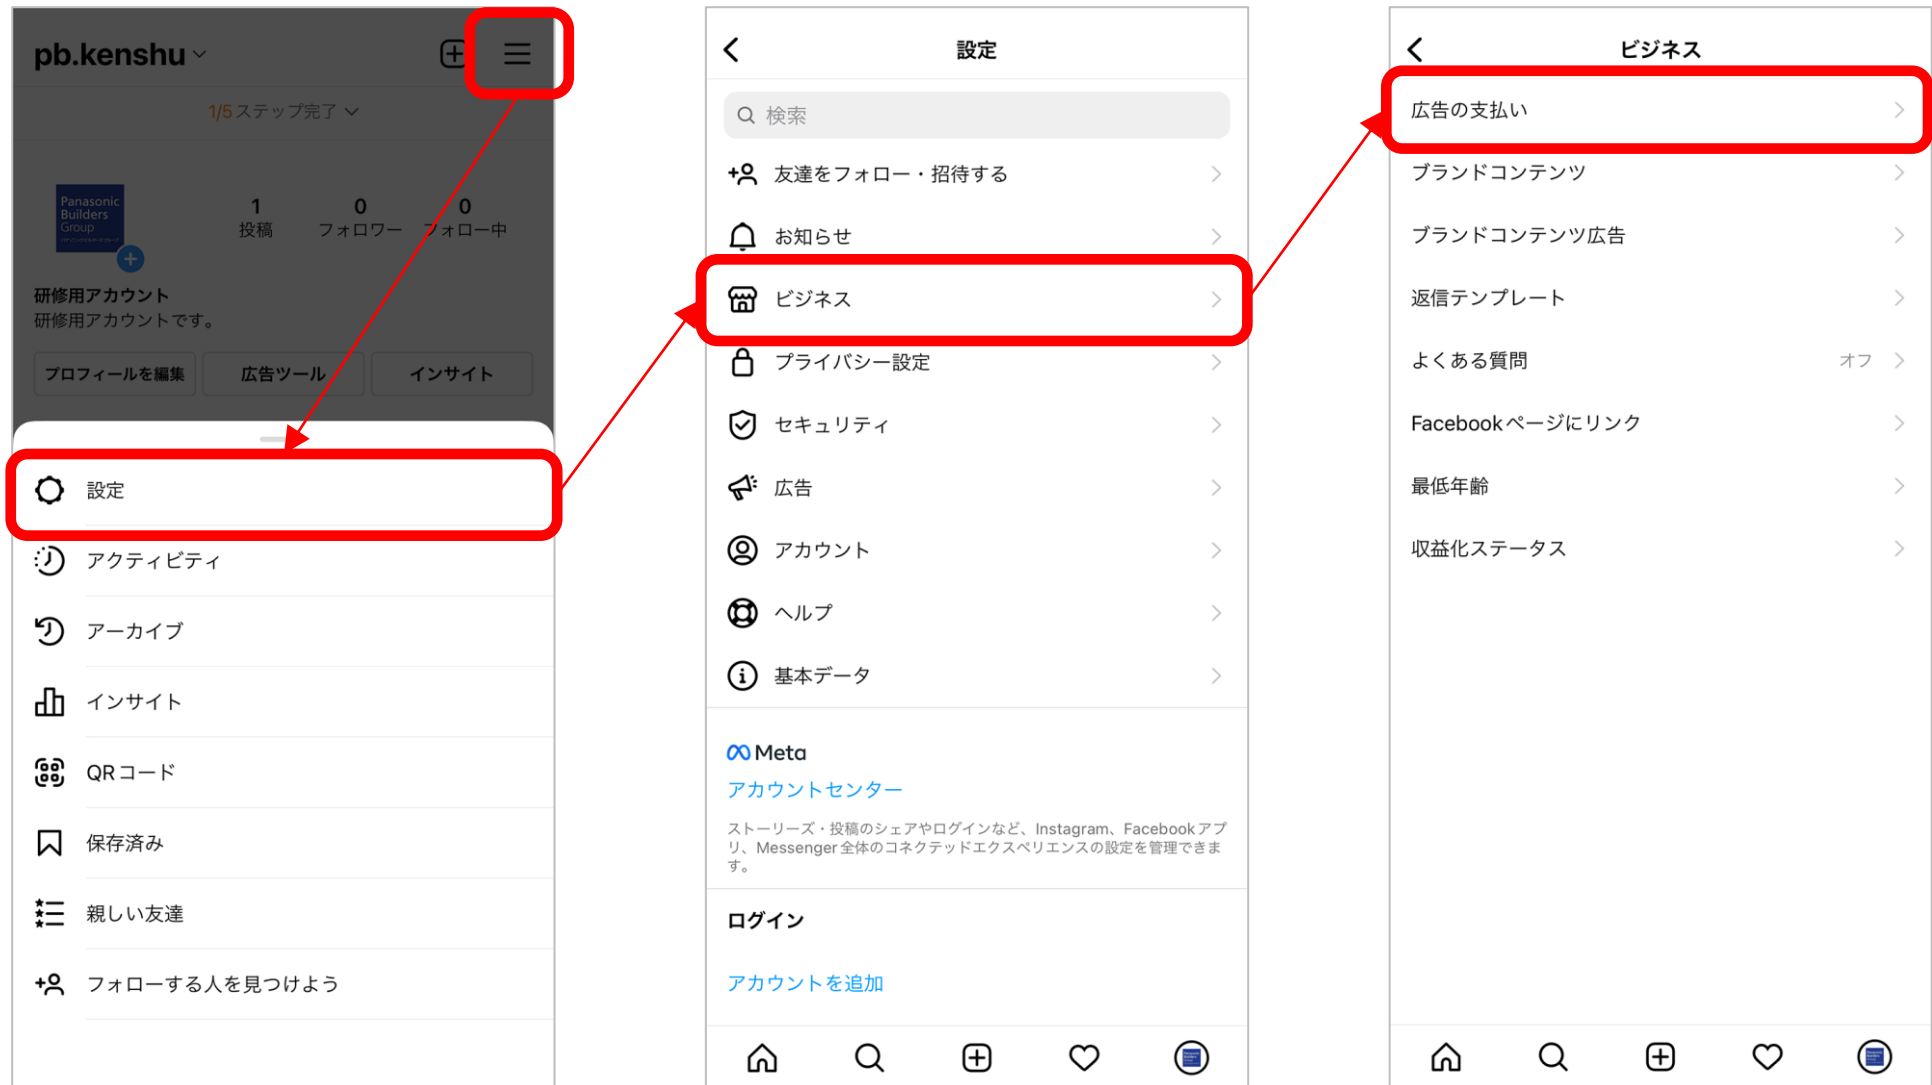 pb.kenshu
1/5 ステップ完了
Panasonic
Builders
Group
1
投稿
0
フォロワー
0
フォロー中
研修用アカウント
研修用アカウントです。
プロフィールを編集
広告ツール
インサイト
設定
アクティビティ
アーカイブ
インサイト
QRコード
保存済み
親しい友達
フォローする人を見つけよう
設定
検索
友達をフォロー・招待する
お知らせ
ビジネス
プライバシー設定
セキュリティ
広告
アカウント
ヘルプ
基本データ
Meta
アカウントセンター
ストーリーズ・投稿のシェアやログインなど、Instagram、Facebookアプ
リ、Messenger全体のコネクテッドエクスペリエンスの設定を管理できま
す。
ログイン
アカウントを追加
ビジネス
広告の支払い
ブランドコンテンツ
ブランドコンテンツ広告
返信テンプレート
よくある質問 オフ
Facebookページにリンク
最低年齢
収益化ステータス